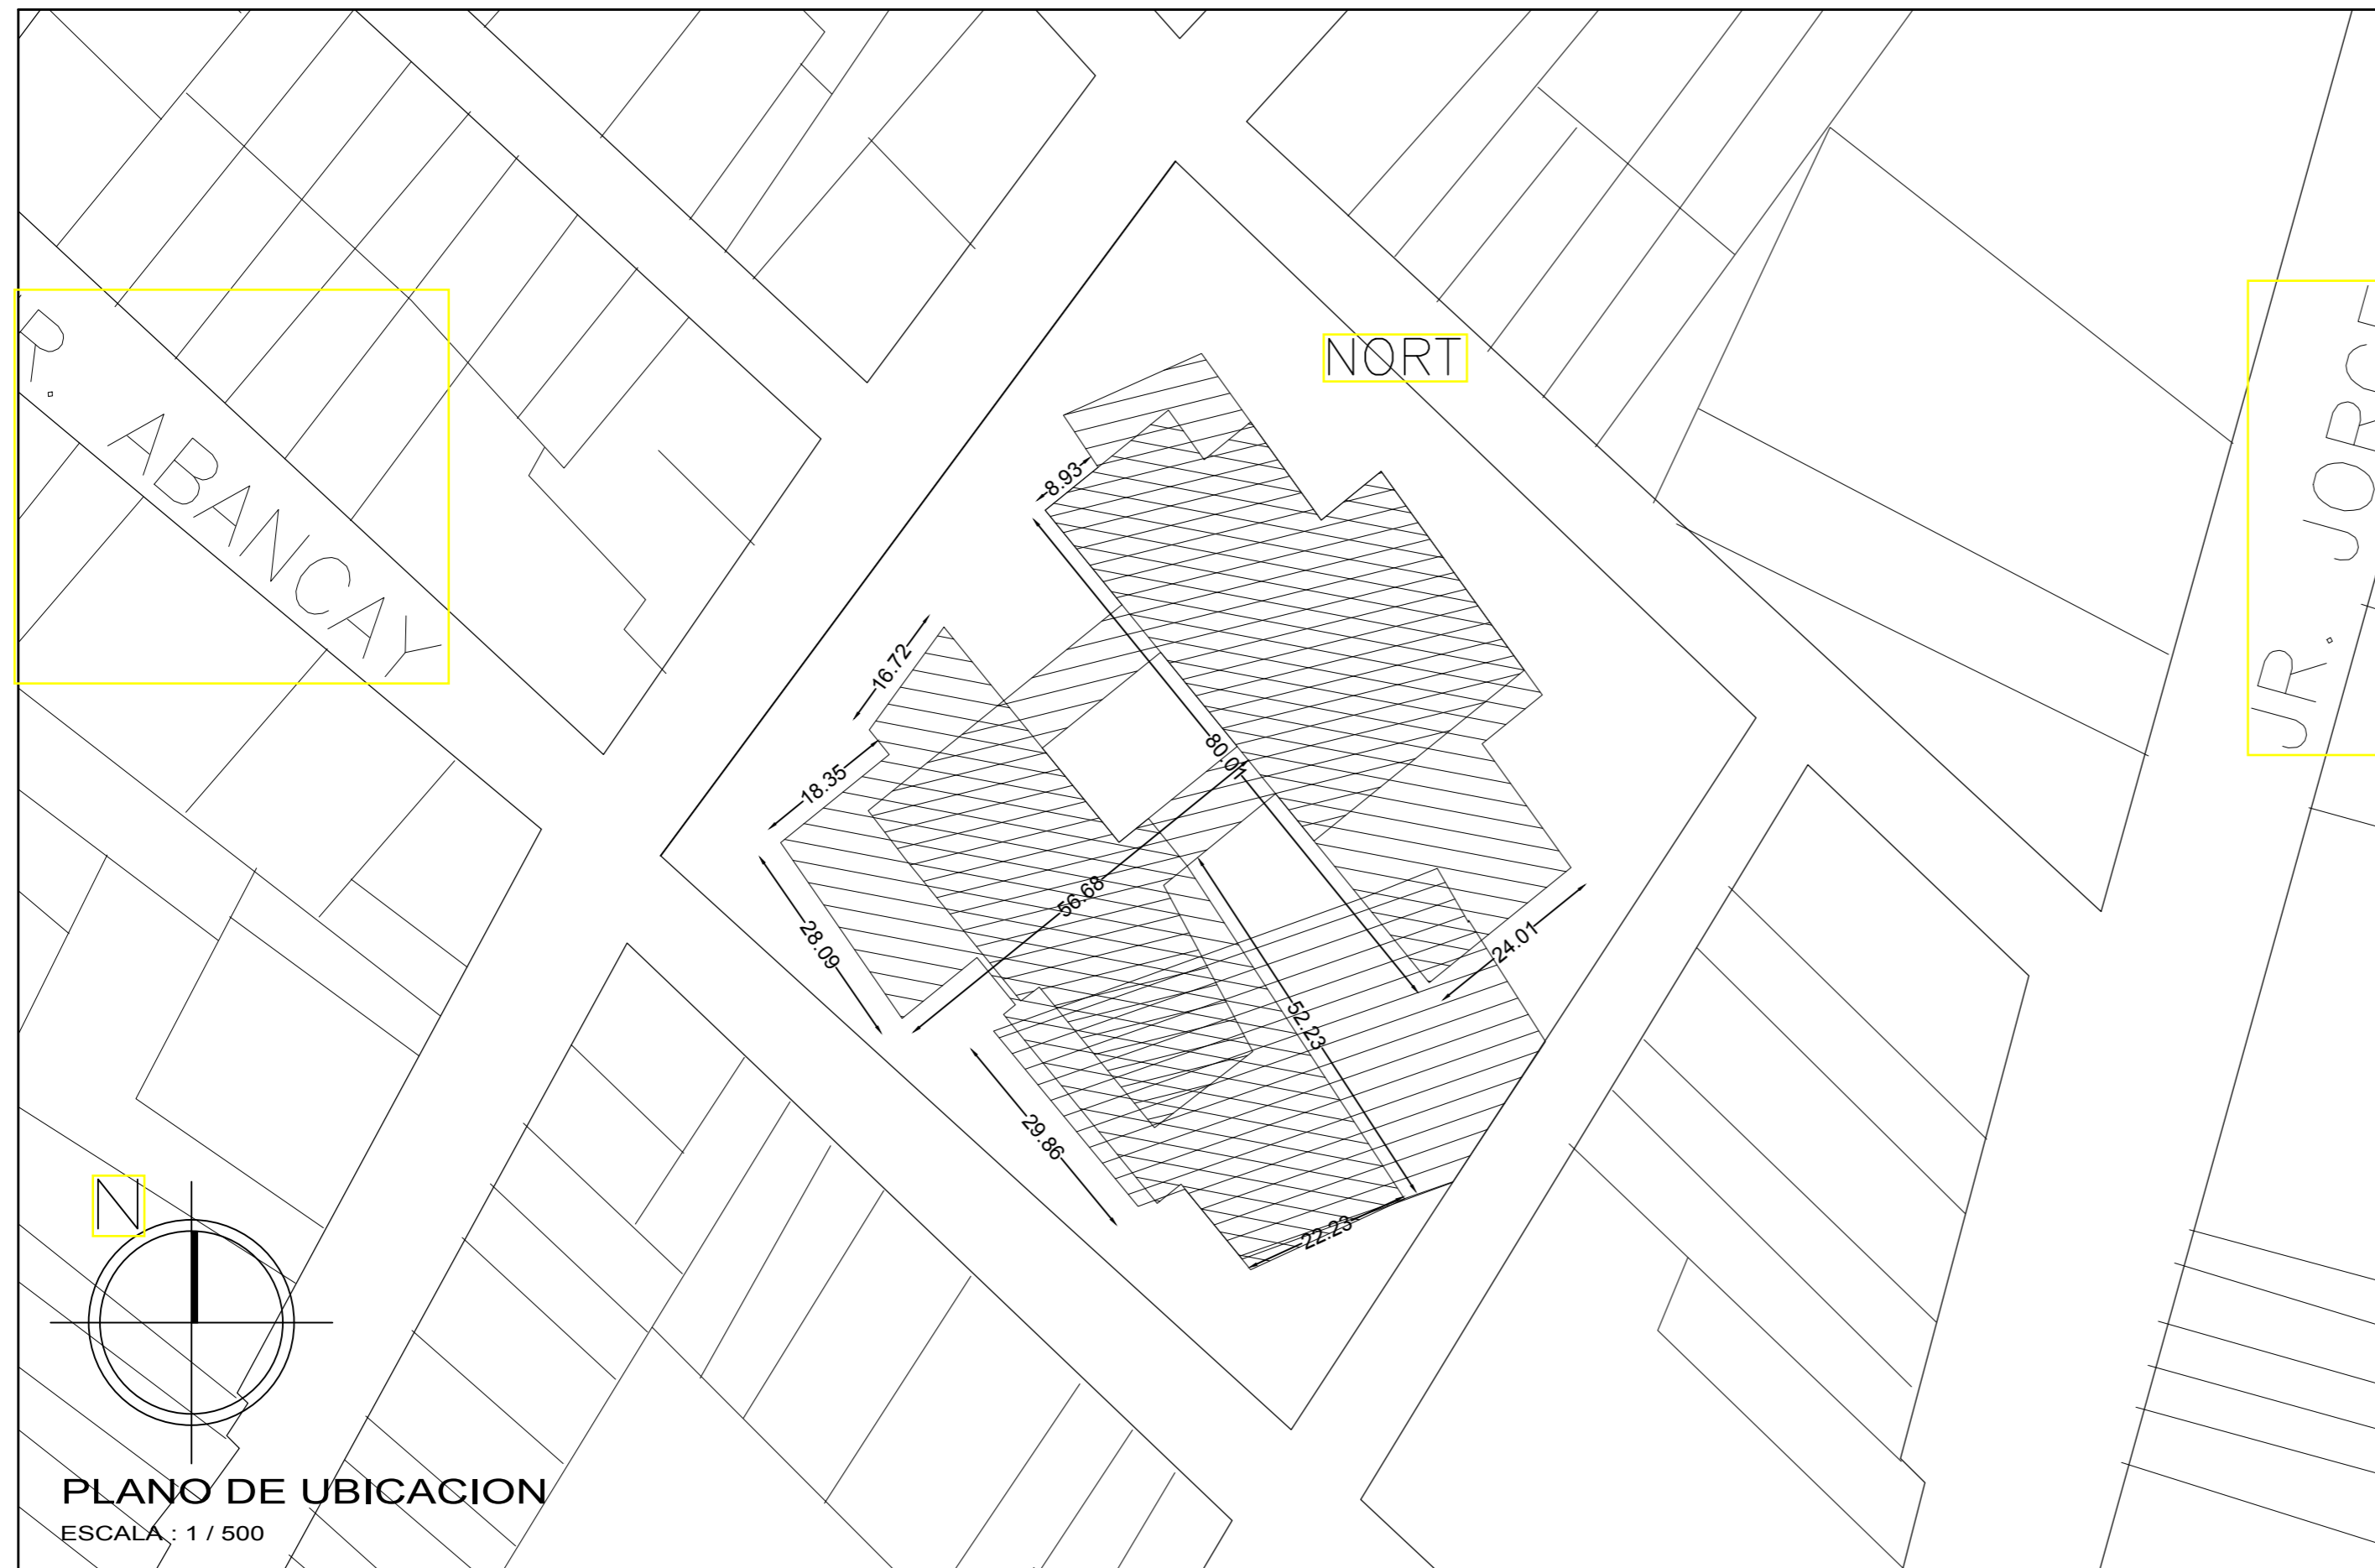 NORT
R. ABANCAY
JR. JORG
8.93
16.72
18.35
80.01
56.68
28.09
24.01
52.23
29.86
22.23
N
PLANO DE UBICACION
ESCALA : 1 / 500